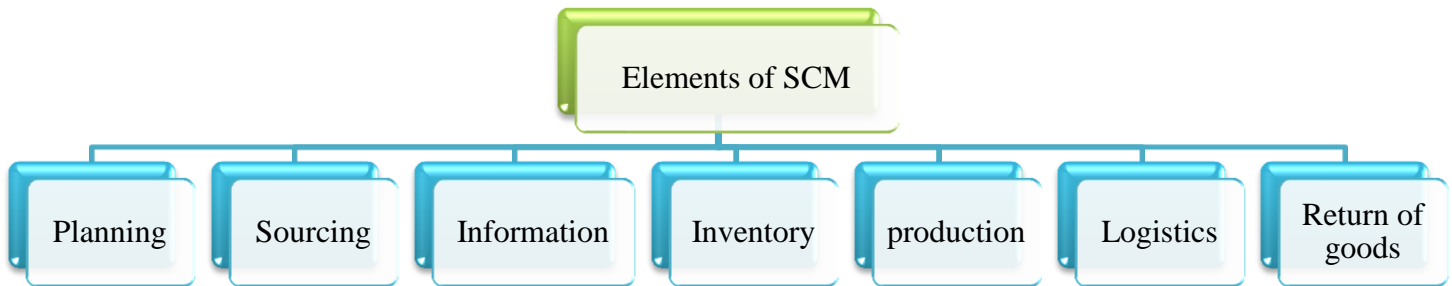 Elements of SCM
Planning
Sourcing
Information
Inventory
production
Logistics
Return of
goods